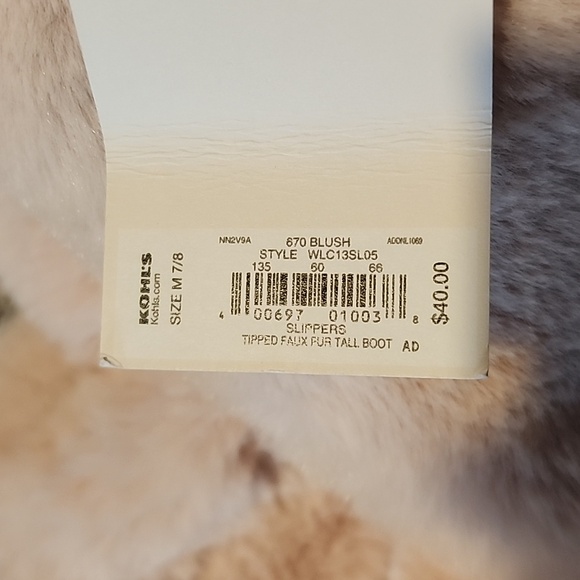 NN2V9A 670 BLUSH ADONL1069
STYLE WLC13SL05
135 60 66
4 00697 01003 8
SLIPPERS
TIPPED FAUX FUR TALL BOOT AD
KOHL'S
Kohls.com
SIZE M 7/8
$40.00